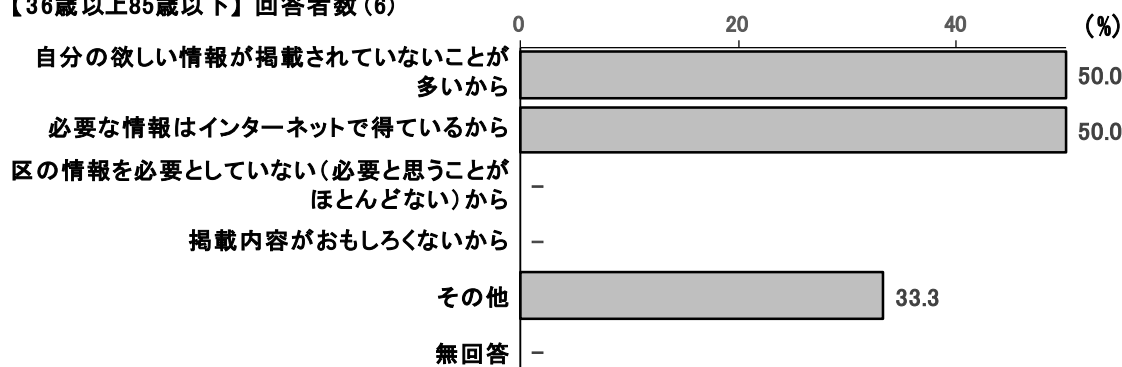 【36歳以上85歳以下】 回答者数(6)
0 20 40 (%)
自分の欲しい情報が掲載されていないことが
多いから
50.0
必要な情報はインターネットで得ているから
50.0
区の情報を必要としていない(必要と思うことが
ほとんどない)から
–
掲載内容がおもしろくないから
–
その他
33.3
無回答
–